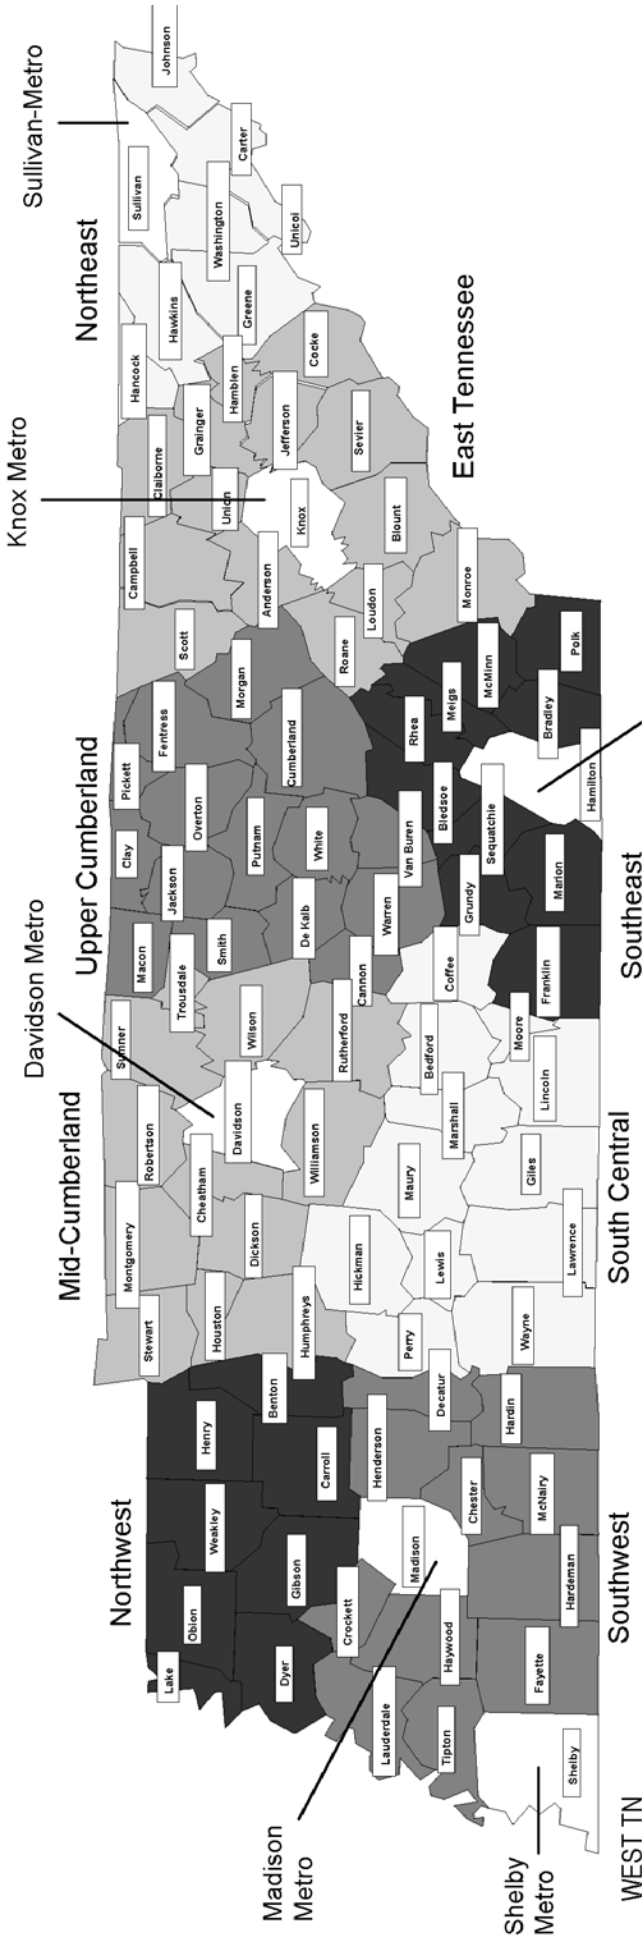 Sullivan-Metro
Northeast
Knox Metro
East Tennessee
Upper Cumberland
Davidson Metro
Mid-Cumberland
Northwest
Southeast
South Central
Southwest
Madison
Metro
Shelby
Metro
WEST TN
Johnson
Sullivan
Carter
Washington
Unicoi
Hawkins
Greene
Hancock
Hamblen
Cocke
Grainger
Jefferson
Claiborne
Sevier
Union
Knox
Campbell
Blount
Anderson
Loudon
Monroe
Scott
Roane
Morgan
McMinn
Polk
Fentress
Cumberland
Meigs
Rhea
Bradley
Pickett
Hamilton
Overton
Bledsoe
Sequatchie
Clay
Putnam
White
Van Buren
Jackson
Marion
Grundy
De Kalb
Warren
Macon
Smith
Trousdale
Cannon
Coffee
Franklin
Sumner
Wilson
Rutherford
Bedford
Moore
Lincoln
Davidson
Marshall
Robertson
Williamson
Maury
Giles
Cheatham
Montgomery
Dickson
Hickman
Lewis
Lawrence
Stewart
Houston
Humphreys
Perry
Wayne
Benton
Decatur
Henry
Hardin
Carroll
Henderson
Weakley
Chester
McNairy
Gibson
Madison
Hardeman
Obion
Crockett
Haywood
Lake
Dyer
Fayette
Lauderdale
Tipton
Shelby